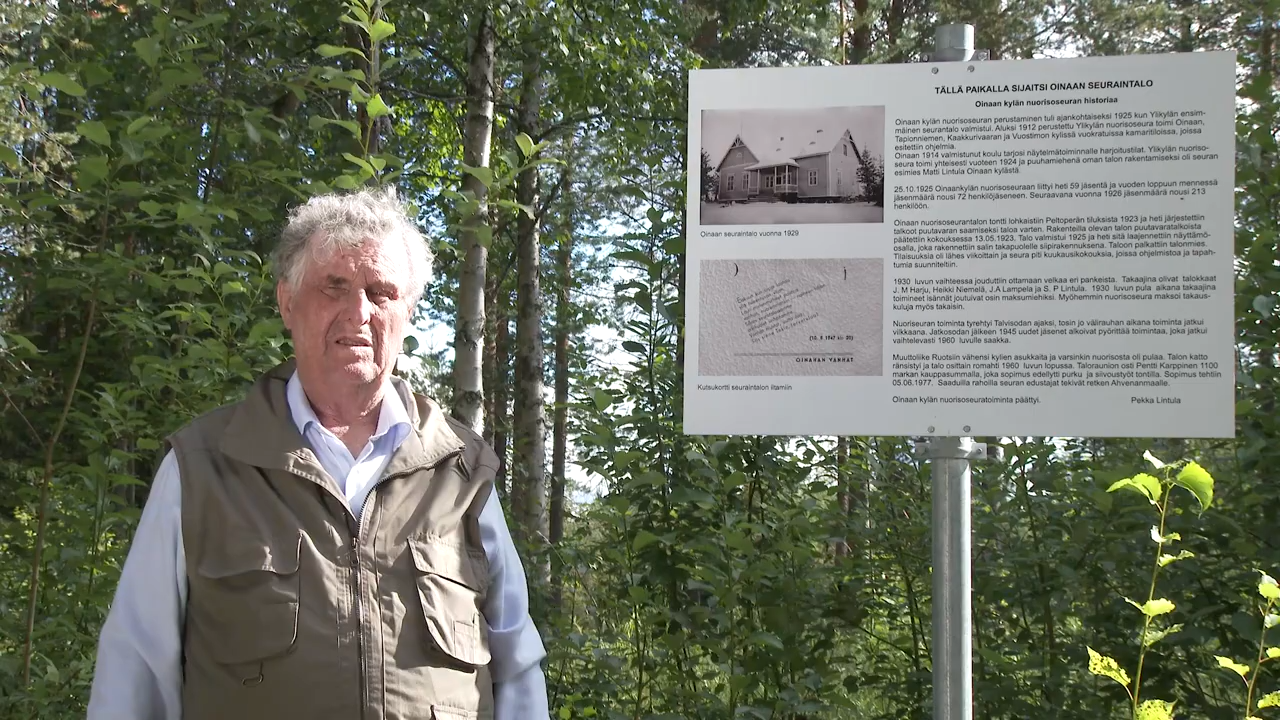 TÄLLÄ PAIKALLA SIJAITSI OINAAN SEURAINTALO
Oinaan kylän nuorisoseuran historiaa
Oinaan kylän nuorisoseuran perustaminen tuli ajankohtaiseksi 1925 kun Ylikylän ensim-
mäinen seurantalo valmistui. Aluksi 1912 perustettu Ylikylän nuorisoseura toimi Oinaan,
Tapionniemen, Kaakkurivaaran ja Vuostimon kylissä vuokratuissa kamaritiloissa, joissa
esitettiin ohjelmia.
Oinaan 1914 valmistunut koulu tarjosi näytelmätoiminnalle harjoitustilat. Ylikylän nuoriso-
seura toimi yhteisesti vuoteen 1924 ja puuhamiehenä oman talon rakentamiseksi oli seuran
esimies Matti Lintula Oinaan kylästä.
25.10.1925 Oinaankylän nuorisoseuraan liittyi heti 59 jäsentä ja vuoden loppuun mennessä
jäsenmäärä nousi 72 henkilöjäseneen. Seuraavana vuonna 1926 jäsenmäärä nousi 213
henkilöön.
Oinaan nuorisoseurantalon tontti lohkaistiin Peltoperän tiluksista 1923 ja heti järjestettiin
talkoot puutavaran saamiseksi taloa varten. Rakenteilla olevan talon puutavaratalkoista
päätettiin kokouksessa 13.05.1923. Talo valmistui 1925 ja hes sitä laajennettiin näyttämö-
osalla, joka rakennettiin salin takapuolelle siipirakennuksena. Taloon palkattiin talonmies.
Tilaisuuksia oli lähes viikoittain ja seura piti kuukausikokouksia, joissa ohjelmistoa ja tapah-
tumia suunniteltiin.
1930 luvun vaihteessa jouduttiin ottamaan velkaa eri pankeista. Takaajina olivat talokkaat
J. M Harju, Heikki Niemelä, J.A Lampela ja S. P Lintula. 1930 luvun pula aikana takaajina
toimineet isännät joutuivat osin maksumiehiksi. Myöhemmin nuorisoseura maksoi takaus-
kuluja myös takaisin.
Nuoriseuran toiminta tyrehtyi Talvisodan ajaksi, tosin jo välirauhan aikana toiminta jatkui
vilkkaana. Jatkosodan jälkeen 1945 uudet jäsenet alkoivat pyörittää toimintaa, joka jatkui
vaihtelevasti 1960 luvulle saakka.
Muuttoliike Ruotsiin vähensi kylien asukkaita ja varsinkin nuorisosta oli pulaa. Talon katto
ränsistyi ja talo osittain romahti 1960 luvun lopussa. Taloraunion osti Pentti Karppinen 1100
markan kauppasummalla, joka sopimus edellytti purku ja siivoustyöt tontilla. Sopimus tehtiin
05.06.1977. Saaduilla rahoilla seuran edustajat tekivät retken Ahvenanmaalle.
Oinaan kylän nuorisoseuratoiminta päättyi. Pekka Lintula
Oinaan seuraintalo vuonna 1929
OINAVAN VANHAT
Kutsukortti seuraintalon iltamiin